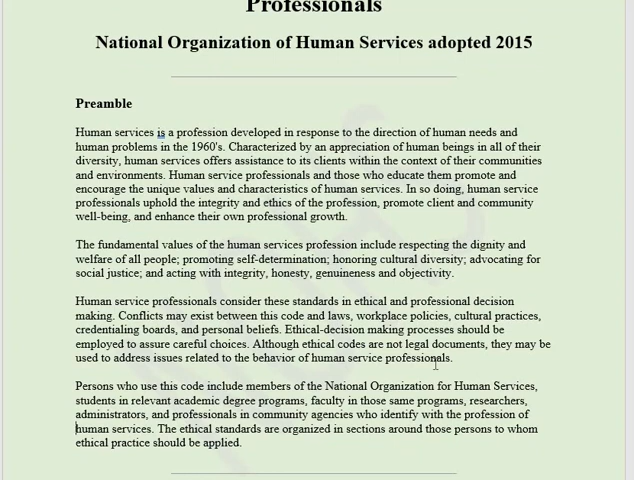 Professionals
National Organization of Human Services adopted 2015
Preamble
Human services is a profession developed in response to the direction of human needs and
human problems in the 1960's. Characterized by an appreciation of human beings in all of their
diversity, human services offers assistance to its clients within the context of their communities
and environments. Human service professionals and those who educate them promote and
encourage the unique values and characteristics of human services. In so doing, human service
professionals uphold the integrity and ethics of the profession, promote client and community
well-being, and enhance their own professional growth.
The fundamental values of the human services profession include respecting the dignity and
welfare of all people; promoting self-determination; honoring cultural diversity; advocating for
social justice; and acting with integrity, honesty, genuineness and objectivity.
Human service professionals consider these standards in ethical and professional decision
making. Conflicts may exist between this code and laws, workplace policies, cultural practices,
credentialing boards, and personal beliefs. Ethical-decision making processes should be
employed to assure careful choices. Although ethical codes are not legal documents, they may be
used to address issues related to the behavior of human service professionals.
Persons who use this code include members of the National Organization for Human Services,
students in relevant academic degree programs, faculty in those same programs, researchers,
administrators, and professionals in community agencies who identify with the profession of
human services. The ethical standards are organized in sections around those persons to whom
ethical practice should be applied.